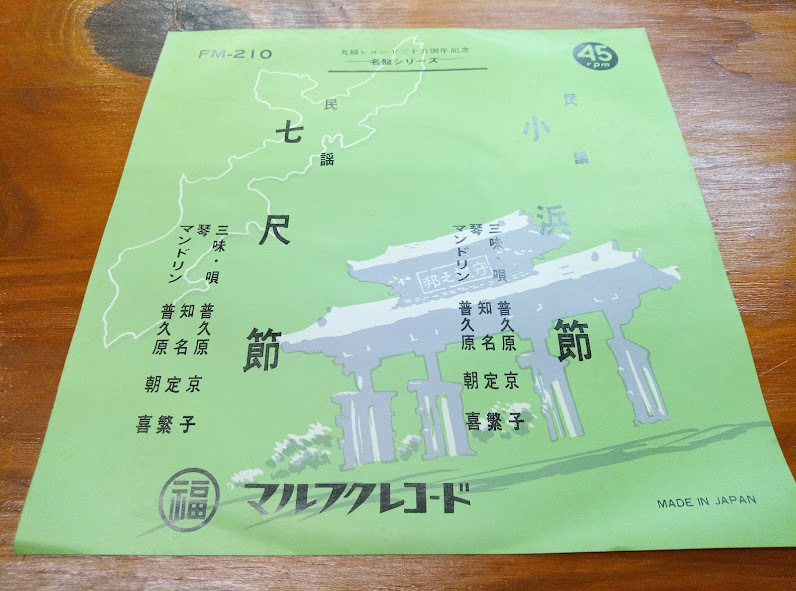 FM-210
丸福レコード三十五周年記念
名盤シリーズ
45
rpm
民謡
小浜節
三味・唄 普久原京子
琴 知名定繁
マンドリン 普久原朝喜
守禮之邦
民謡
七尺節
三味・唄 普久原京子
琴 知名定繁
マンドリン 普久原朝喜
福
マルフクレコード
MADE IN JAPAN